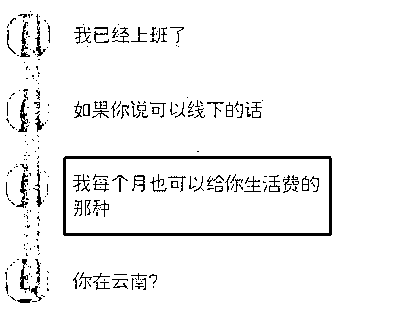 我已经上班了
如果你说可以线下的话
我每个月也可以给你生活费的
那种
你在云南?